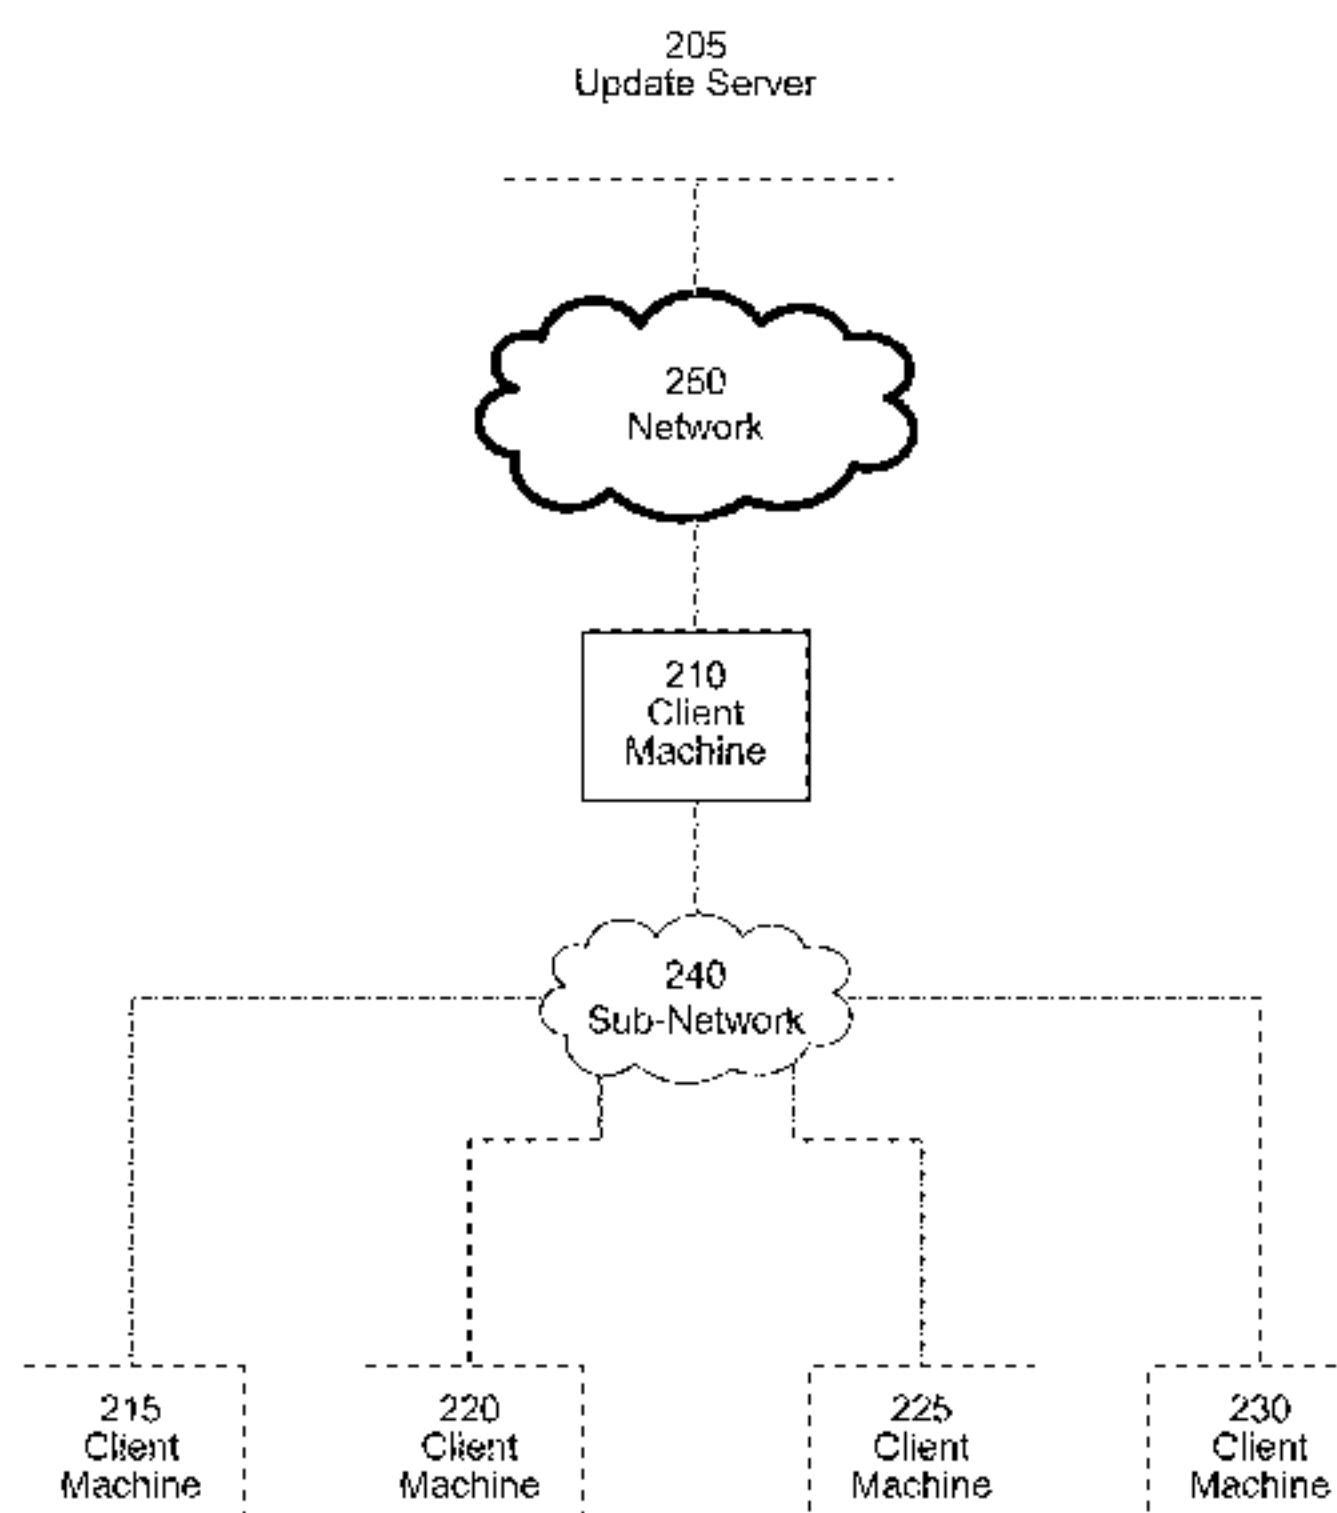 205
Update Server
250
Network
210
Client
Machine
240
Sub-Network
215
Client
Machine
220
Client
Machine
225
Client
Machine
230
Client
Machine